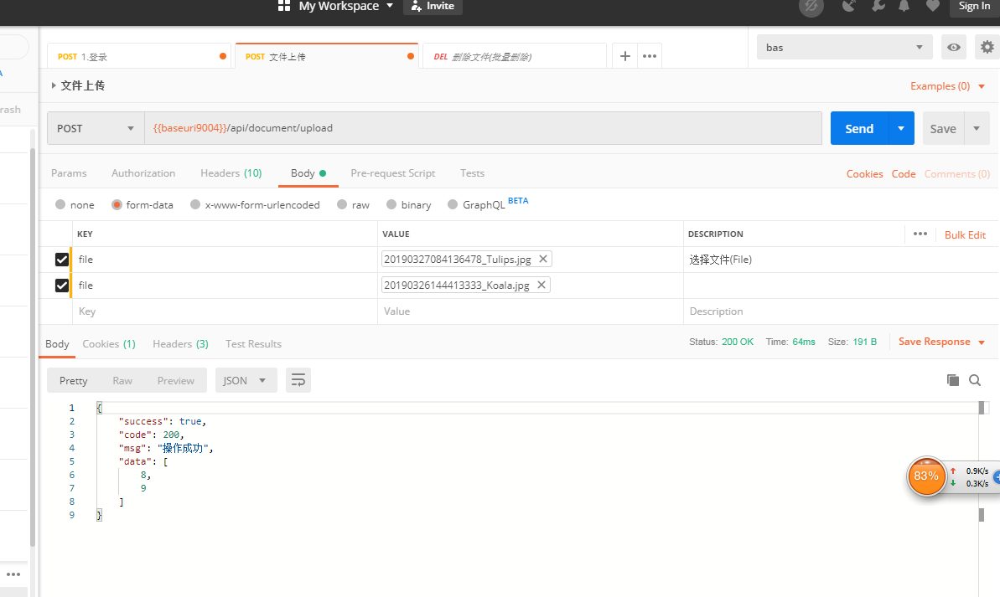 My Workspace Invite Sign In
POST 1.登录 POST 文件上传 DEL 删除文件(批量删除) bas
文件上传 Examples (0)
rash
POST {{baseuri9004}}/api/document/upload Send Save
Params Authorization Headers (10) Body Pre-request Script Tests Cookies Code Comments (0)
none form-data x-www-form-urlencoded raw binary GraphQL BETA
KEY VALUE DESCRIPTION Bulk Edit
file 20190327084136478_Tulips.jpg 选择文件(File)
file 20190326144413333_Koala.jpg
Key Value Description
Body Cookies (1) Headers (3) Test Results Status: 200 OK Time: 64ms Size: 191 B Save Response
Pretty Raw Preview JSON
1 {
2 "success": true,
3 "code": 200,
4 "msg": "操作成功",
5 "data": [
6 8,
7 9
8 ]
9 }
83% 0.9K/s
0.3K/s